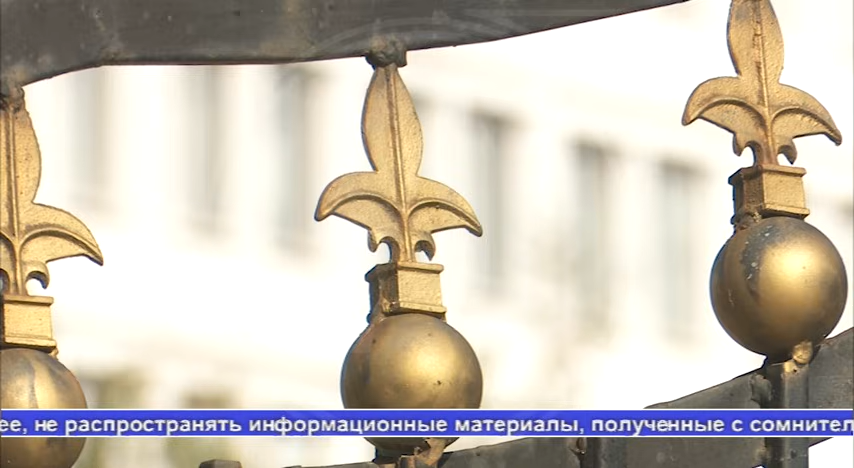 ее, не распространять информационные материалы, полученные с сомнител